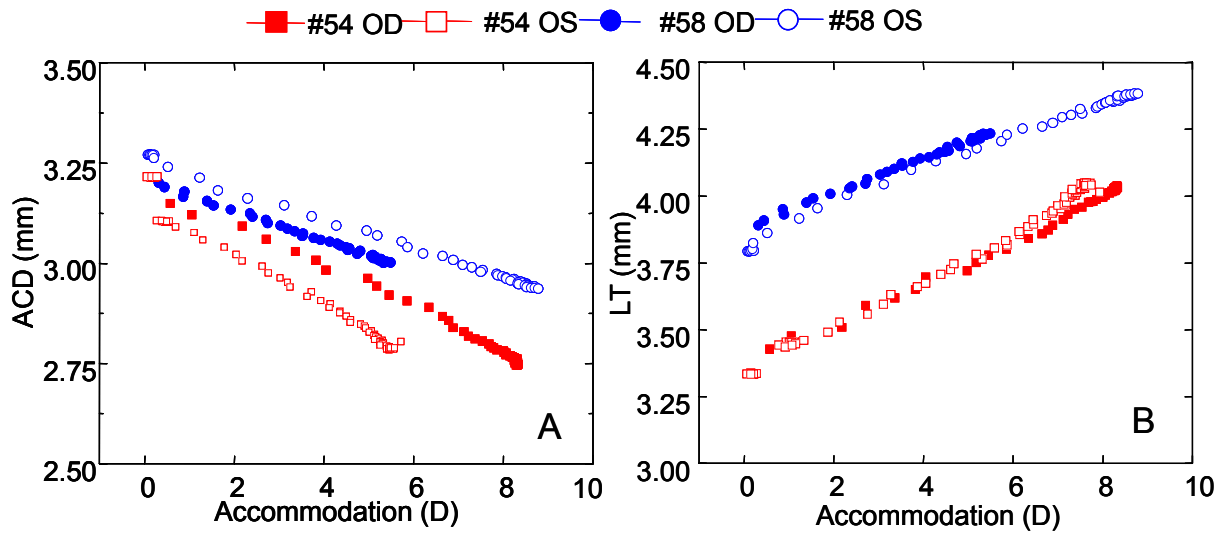 #54 OD #54 OS #58 OD #58 OS
3.50
3.25
3.00
2.75
2.50
ACD (mm)
0 2 4 6 8 10
Accommodation (D)
A
4.50
4.25
4.00
3.75
3.50
3.25
3.00
LT (mm)
0 2 4 6 8 10
Accommodation (D)
B